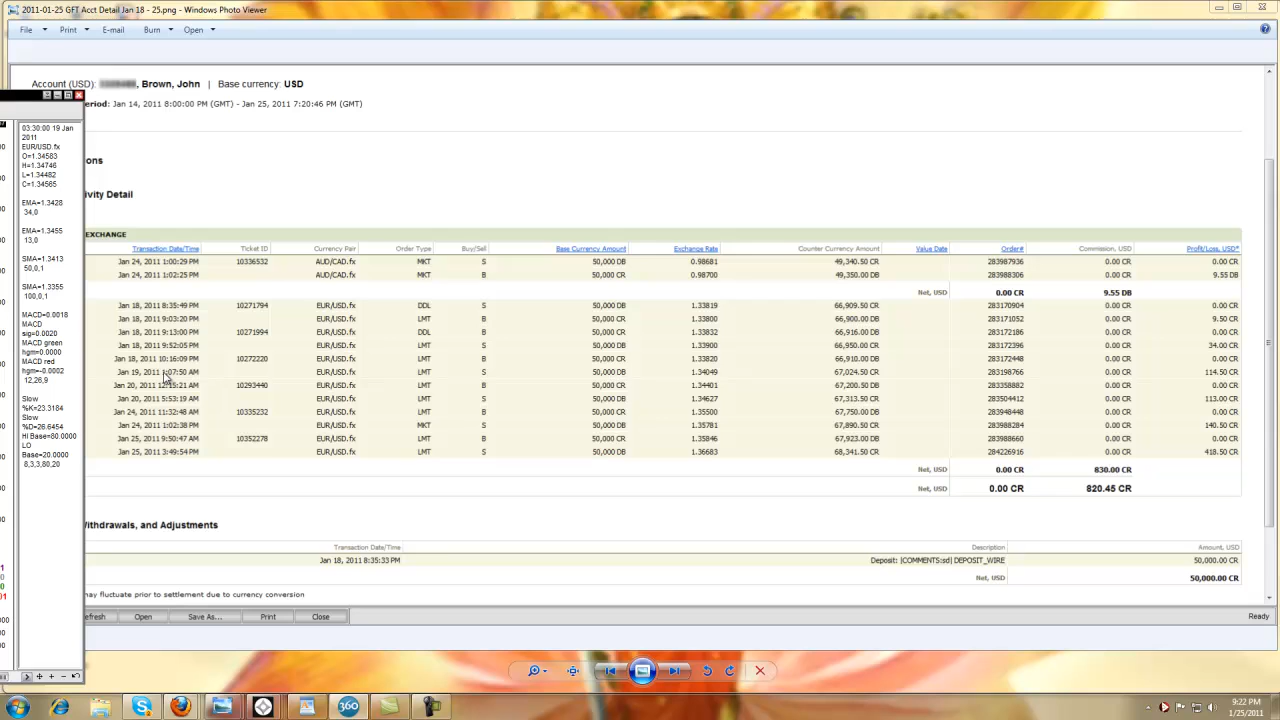 2011-01-25 GFT Acct Detail Jan 18 - 25.png - Windows Photo Viewer
File Print E-mail Burn Open
Account (USD): , Brown, John | Base currency: USD
eriod: Jan 14, 2011 8:00:00 PM (GMT) - Jan 25, 2011 7:20:46 PM (GMT)
03:30:00 19 Jan
2011
EUR/USD.fx
O=1.34583
H=1.34746
L=1.34482
C=1.34565
EMA=1.3428
34,0
EMA=1.3455
13,0
SMA=1.3413
50,0,1
SMA=1.3355
100,0,1
MACD=0.0018
MACD
sig=0.0020
MACD green
hgm=0.0000
MACD red
hgm=-0.0002
12,26,9
Slow
%K=23.3184
Slow
%D=26.6454
HI Base=80.0000
LO
Base=20.0000
8,3,3,80,20
ons
ivity Detail
EXCHANGE
Transaction Date/Time Ticket ID Currency Pair Order Type Buy/Sell Base Currency Amount Exchange Rate Counter Currency Amount Value Date Order# Commission, USD Profit/Loss, USD*
Jan 24, 2011 1:00:29 PM 10336532 AUD/CAD.fx MKT S 50,000 DB 0.98681 49,340.50 CR 283987936 0.00 CR 0.00 CR
Jan 24, 2011 1:02:25 PM AUD/CAD.fx MKT B 50,000 CR 0.98700 49,350.00 DB 283988306 0.00 CR 9.55 DB
Net, USD 0.00 CR 9.55 DB
Jan 18, 2011 8:35:49 PM 10271794 EUR/USD.fx DDL S 50,000 DB 1.33819 66,909.50 CR 283170904 0.00 CR 0.00 CR
Jan 18, 2011 9:03:20 PM EUR/USD.fx LMT B 50,000 CR 1.33800 66,900.00 DB 283171052 0.00 CR 9.50 CR
Jan 18, 2011 9:13:00 PM 10271994 EUR/USD.fx DDL B 50,000 CR 1.33832 66,916.00 DB 283172186 0.00 CR 0.00 CR
Jan 18, 2011 9:52:05 PM EUR/USD.fx LMT S 50,000 DB 1.33900 66,950.00 CR 283172396 0.00 CR 34.00 CR
Jan 18, 2011 10:16:09 PM 10272220 EUR/USD.fx LMT B 50,000 CR 1.33820 66,910.00 DB 283172448 0.00 CR 0.00 CR
Jan 19, 2011 1:07:50 AM EUR/USD.fx LMT S 50,000 DB 1.34049 67,024.50 CR 283198766 0.00 CR 114.50 CR
Jan 20, 2011 :21 AM 10293440 EUR/USD.fx LMT B 50,000 CR 1.34401 67,200.50 DB 283358882 0.00 CR 0.00 CR
Jan 20, 2011 5:53:19 AM EUR/USD.fx LMT S 50,000 DB 1.34627 67,313.50 CR 283504412 0.00 CR 113.00 CR
Jan 24, 2011 11:32:48 AM 10335232 EUR/USD.fx LMT B 50,000 CR 1.35500 67,750.00 DB 283948448 0.00 CR 0.00 CR
Jan 24, 2011 1:02:38 PM EUR/USD.fx MKT S 50,000 DB 1.35781 67,890.50 CR 283988284 0.00 CR 140.50 CR
Jan 25, 2011 9:50:47 AM 10352278 EUR/USD.fx LMT B 50,000 CR 1.35846 67,923.00 DB 283988660 0.00 CR 0.00 CR
Jan 25, 2011 3:49:54 PM EUR/USD.fx LMT S 50,000 DB 1.36683 68,341.50 CR 284226916 0.00 CR 418.50 CR
Net, USD 0.00 CR 830.00 CR
Net, USD 0.00 CR 820.45 CR
Withdrawals, and Adjustments
Transaction Date/Time Description Amount, USD
Jan 18, 2011 8:35:33 PM Deposit: |COMMENTS:sd| DEPOSIT_WIRE 50,000.00 CR
Net, USD 50,000.00 CR
may fluctuate prior to settlement due to currency conversion
efresh Open Save As... Print Close Ready
360
9:22 PM
1/25/2011